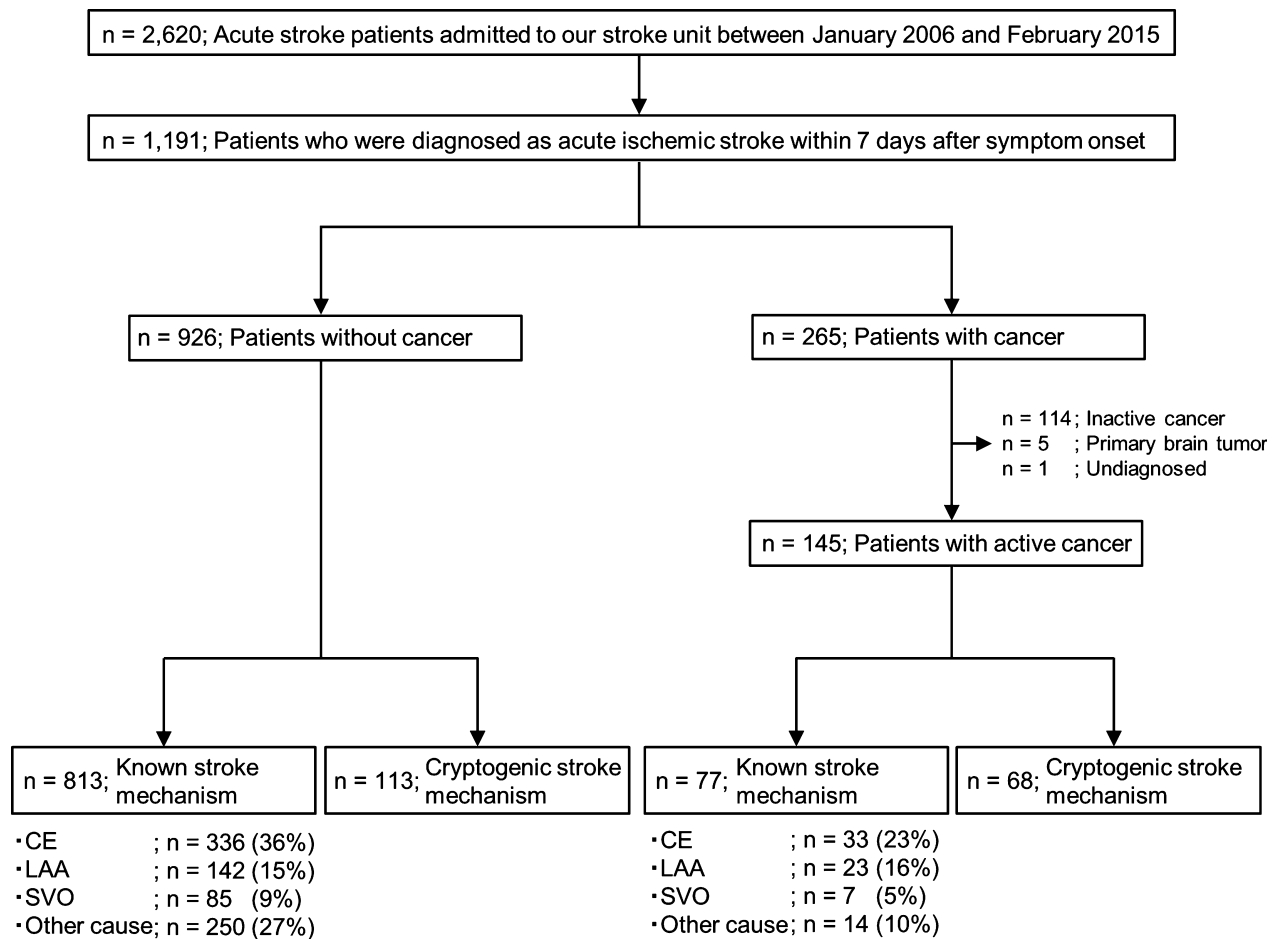 n = 2,620; Acute stroke patients admitted to our stroke unit between January 2006 and February 2015
n = 1,191; Patients who were diagnosed as acute ischemic stroke within 7 days after symptom onset
n = 926; Patients without cancer
n = 265; Patients with cancer
n = 114; Inactive cancer
n = 5 ; Primary brain tumor
n = 1 ; Undiagnosed
n = 145; Patients with active cancer
n = 813; Known stroke
mechanism
n = 113; Cryptogenic stroke
mechanism
n = 77; Known stroke
mechanism
n = 68; Cryptogenic stroke
mechanism
・CE ; n = 336 (36%)
・LAA ; n = 142 (15%)
・SVO ; n = 85 (9%)
・Other cause; n = 250 (27%)
・CE ; n = 33 (23%)
・LAA ; n = 23 (16%)
・SVO ; n = 7 (5%)
・Other cause; n = 14 (10%)